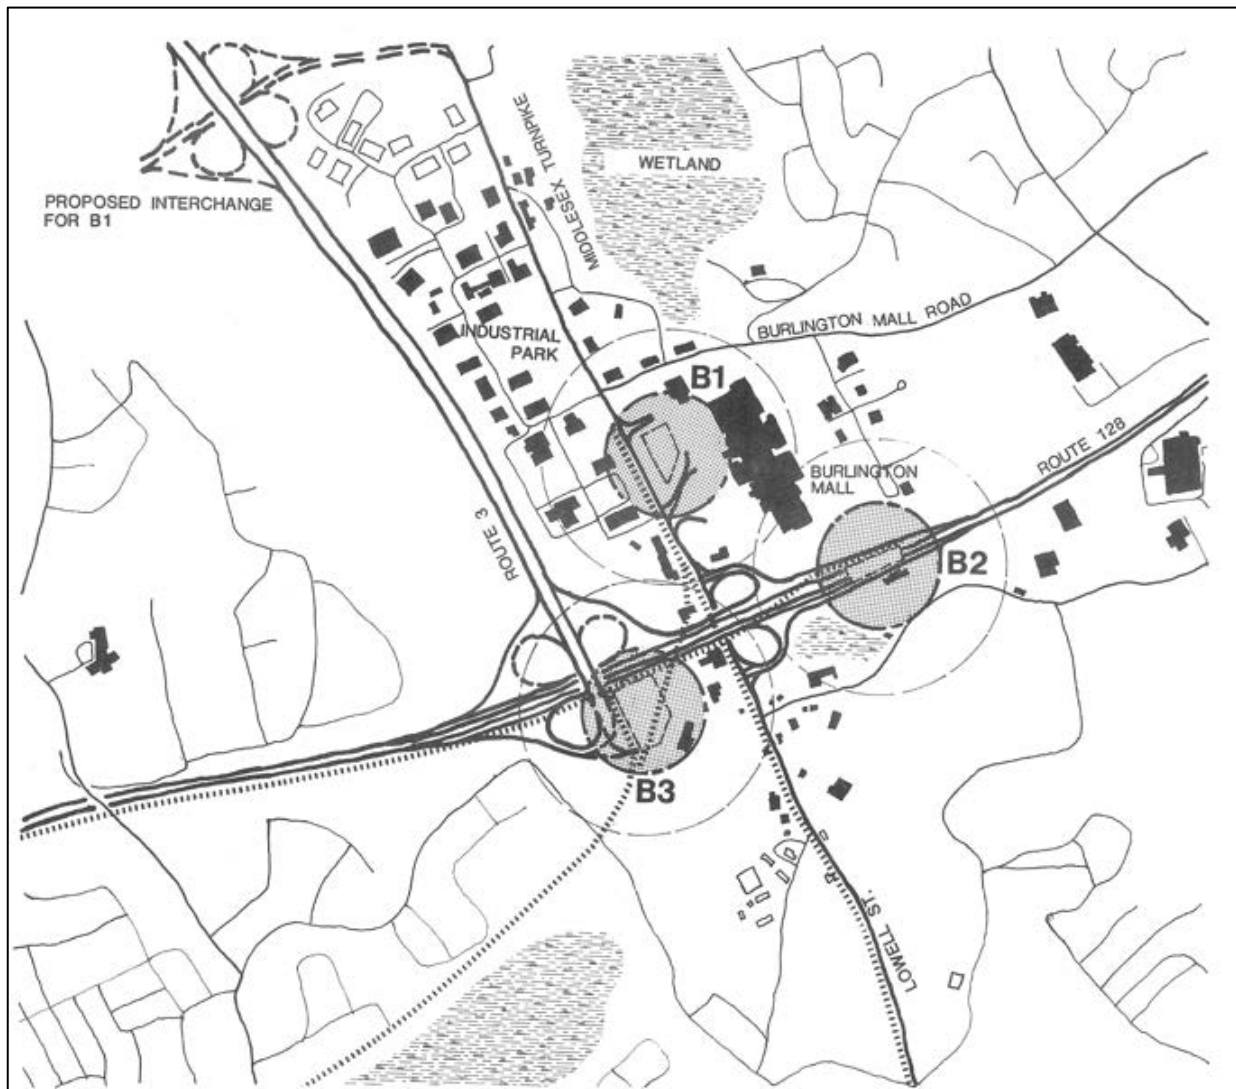 MIDDLESEX TURNPIKE
WETLAND
PROPOSED INTERCHANGE
FOR B1
BURLINGTON MALL ROAD
INDUSTRIAL
PARK
B1
ROUTE 128
BURLINGTON
MALL
ROUTE 3
B2
B3
LOWELL ST.